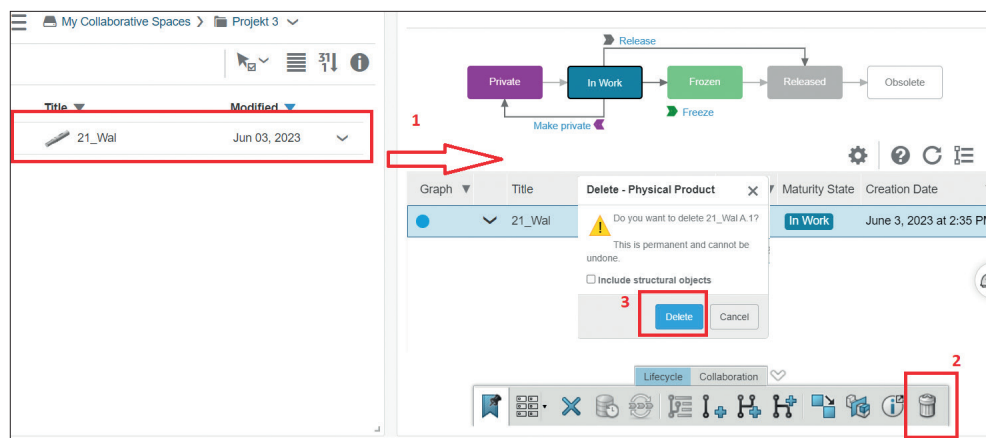 My Collaborative Spaces > Projekt 3
Title Modified
21_Wal Jun 03, 2023
1
Release
Private In Work Frozen Released Obsolete
Make private Freeze
Graph Title Maturity State Creation Date
21_Wal In Work June 3, 2023 at 2:35 PM
Delete - Physical Product
Do you want to delete 21_Wal A.1?
This is permanent and cannot be
undone.
Include structural objects
3
Delete Cancel
2
Lifecycle Collaboration
31